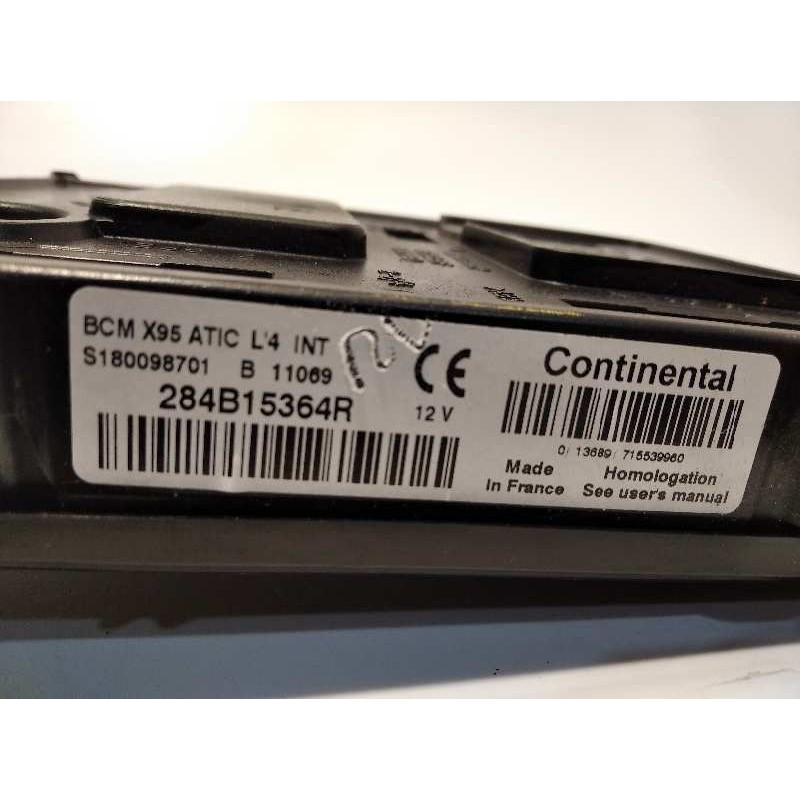 BCM X95 ATIC L'4 INT
S180098701 B 11069
284B15364R
CE
12 V
Continental
0/ 13689/ 715539960
Made
in France
Homologation
See user's manual